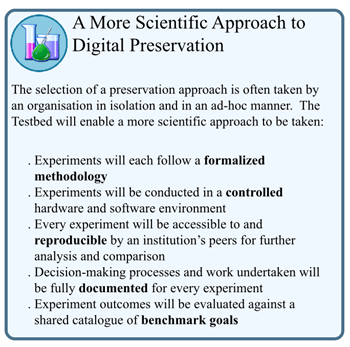 A More Scientific Approach to
Digital Preservation
The selection of a preservation approach is often taken by
an organisation in isolation and in an ad-hoc manner. The
Testbed will enable a more scientific approach to be taken:
. Experiments will each follow a formalized
methodology
. Experiments will be conducted in a controlled
hardware and software environment
. Every experiment will be accessible to and
reproducible by an institution's peers for further
analysis and comparison
. Decision-making processes and work undertaken will
be fully documented for every experiment
. Experiment outcomes will be evaluated against a
shared catalogue of benchmark goals